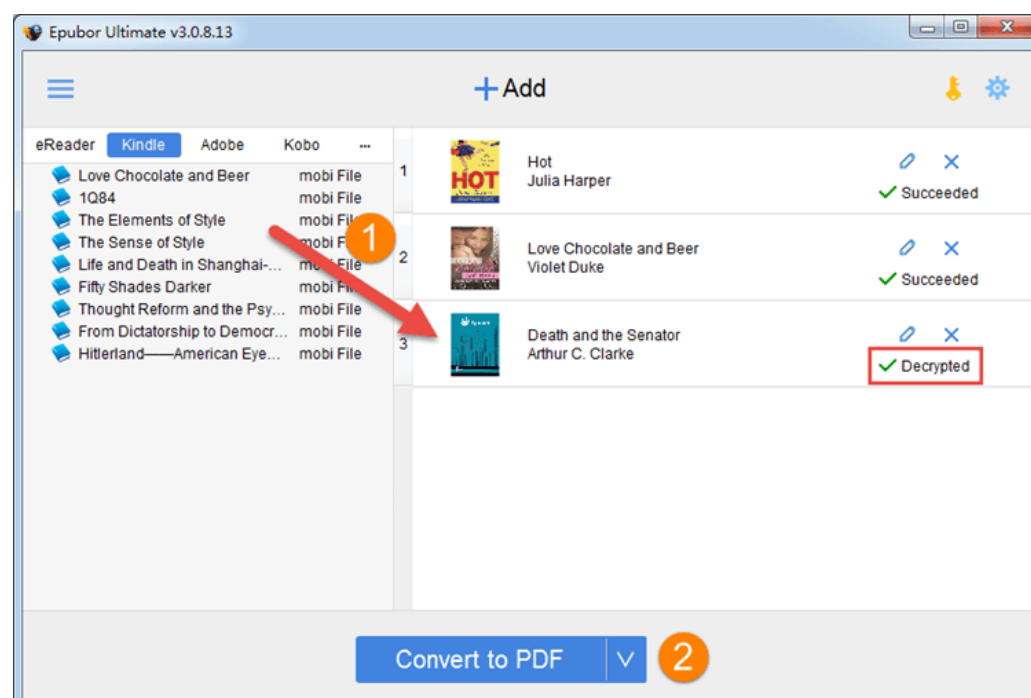 Epubor Ultimate v3.0.8.13
+ Add
eReader Kindle Adobe Kobo ...
Love Chocolate and Beer mobi File
1Q84 mobi File
The Elements of Style mobi File
The Sense of Style mobi File
Life and Death in Shanghai-... mobi File
Fifty Shades Darker mobi File
Thought Reform and the Psy... mobi File
From Dictatorship to Democr... mobi File
Hitlerland——American Eye... mobi File
1
1
HOT
Hot
Julia Harper
Succeeded
2
Love Chocolate and Beer
Violet Duke
Succeeded
3
Death and the Senator
Arthur C. Clarke
Decrypted
Convert to PDF
2